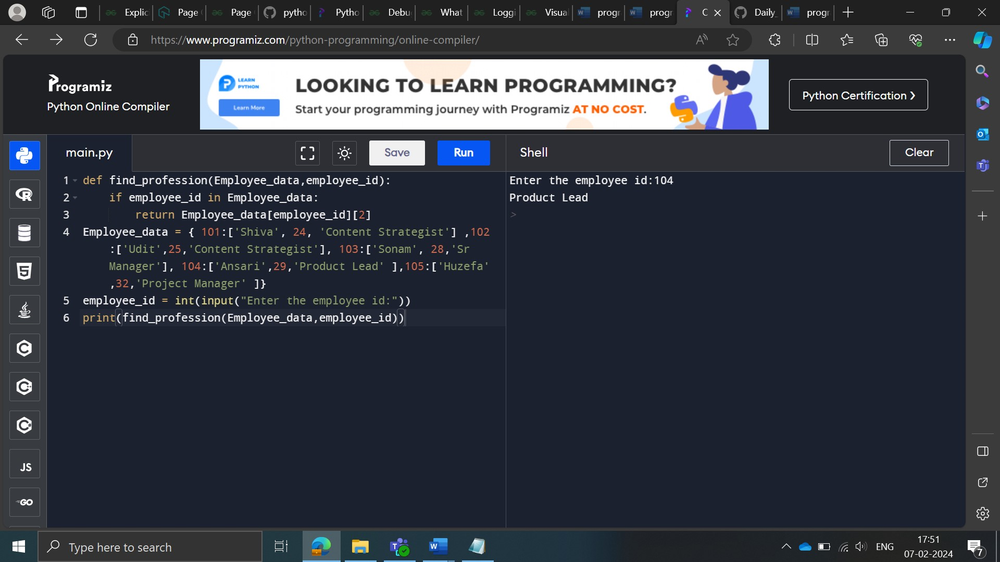 Explic Page Page pytho Pytho Debu What Loggi Visual progr progr C Daily_ progr
https://www.programiz.com/python-programming/online-compiler/
Programiz
Python Online Compiler
LEARN
PYTHON
Learn More
LOOKING TO LEARN PROGRAMMING?
Start your programming journey with Programiz AT NO COST.
Python Certification ❯
main.py
Save
Run
Shell
Clear
1 def find_profession(Employee_data,employee_id):
2 if employee_id in Employee_data:
3 return Employee_data[employee_id][2]
4 Employee_data = { 101:['Shiva', 24, 'Content Strategist'] ,102
:['Udit',25,'Content Strategist'], 103:['Sonam', 28,'Sr
Manager'], 104:['Ansari',29,'Product Lead' ],105:['Huzefa'
,32,'Project Manager' ]}
5 employee_id = int(input("Enter the employee id:"))
6 print(find_profession(Employee_data,employee_id))
Enter the employee id:104
Product Lead
>
R
5
C
C++
C#
JS
GO
Type here to search
ENG
17:51
07-02-2024
7